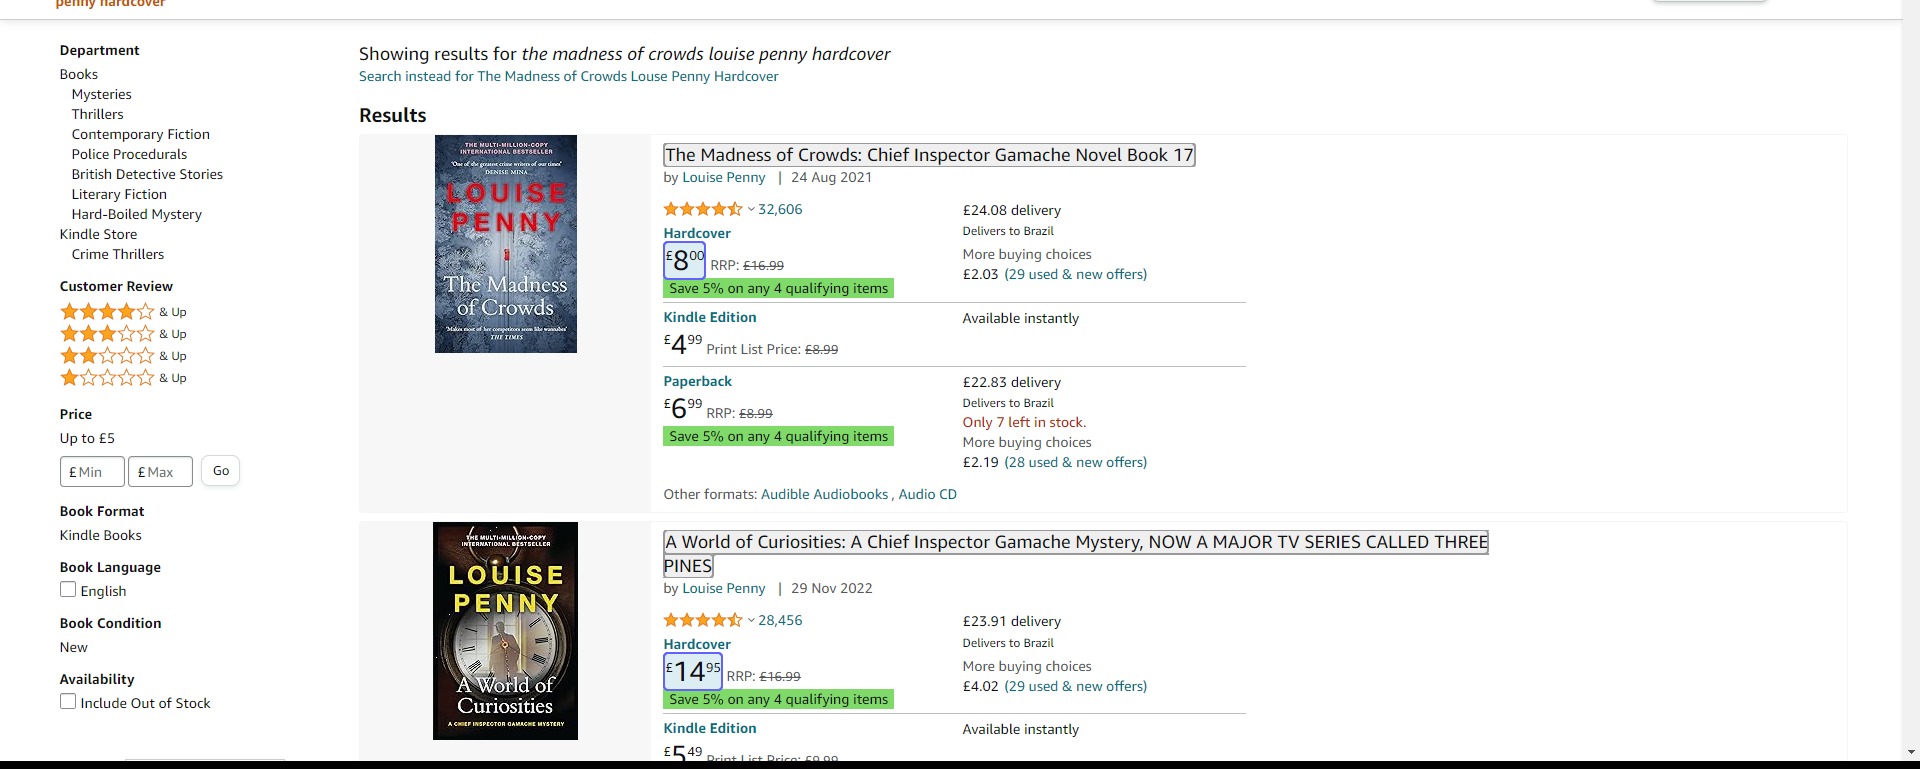 penny hardcover
Department
Books
Mysteries
Thrillers
Contemporary Fiction
Police Procedurals
British Detective Stories
Literary Fiction
Hard-Boiled Mystery
Kindle Store
Crime Thrillers
Customer Review
& Up
& Up
& Up
& Up
Price
Up to £5
£ Min £ Max Go
Book Format
Kindle Books
Book Language
English
Book Condition
New
Availability
Include Out of Stock
Showing results for the madness of crowds louise penny hardcover
Search instead for The Madness of Crowds Louse Penny Hardcover
Results
THE MULTI-MILLION-COPY
INTERNATIONAL BESTSELLER
'One of the greatest crime writers of our times'
DENISE MINA
LOUISE
PENNY
The Madness
of Crowds
'Makes most of her competitors seem like wannabes'
THE TIMES
The Madness of Crowds: Chief Inspector Gamache Novel Book 17
by Louise Penny | 24 Aug 2021
32,606
Hardcover
£800 RRP: £16.99
Save 5% on any 4 qualifying items
£24.08 delivery
Delivers to Brazil
More buying choices
£2.03 (29 used & new offers)
Kindle Edition
£499 Print List Price: £8.99
Available instantly
Paperback
£699 RRP: £8.99
Save 5% on any 4 qualifying items
£22.83 delivery
Delivers to Brazil
Only 7 left in stock.
More buying choices
£2.19 (28 used & new offers)
Other formats: Audible Audiobooks , Audio CD
THE MULTI-MILLION-COPY
INTERNATIONAL BESTSELLER
LOUISE
PENNY
A World of
Curiosities
A CHIEF INSPECTOR GAMACHE MYSTERY
A World of Curiosities: A Chief Inspector Gamache Mystery, NOW A MAJOR TV SERIES CALLED THREE
PINES
by Louise Penny | 29 Nov 2022
28,456
Hardcover
£1495 RRP: £16.99
Save 5% on any 4 qualifying items
£23.91 delivery
Delivers to Brazil
More buying choices
£4.02 (29 used & new offers)
Kindle Edition
£549 Print List Price: £9.99
Available instantly